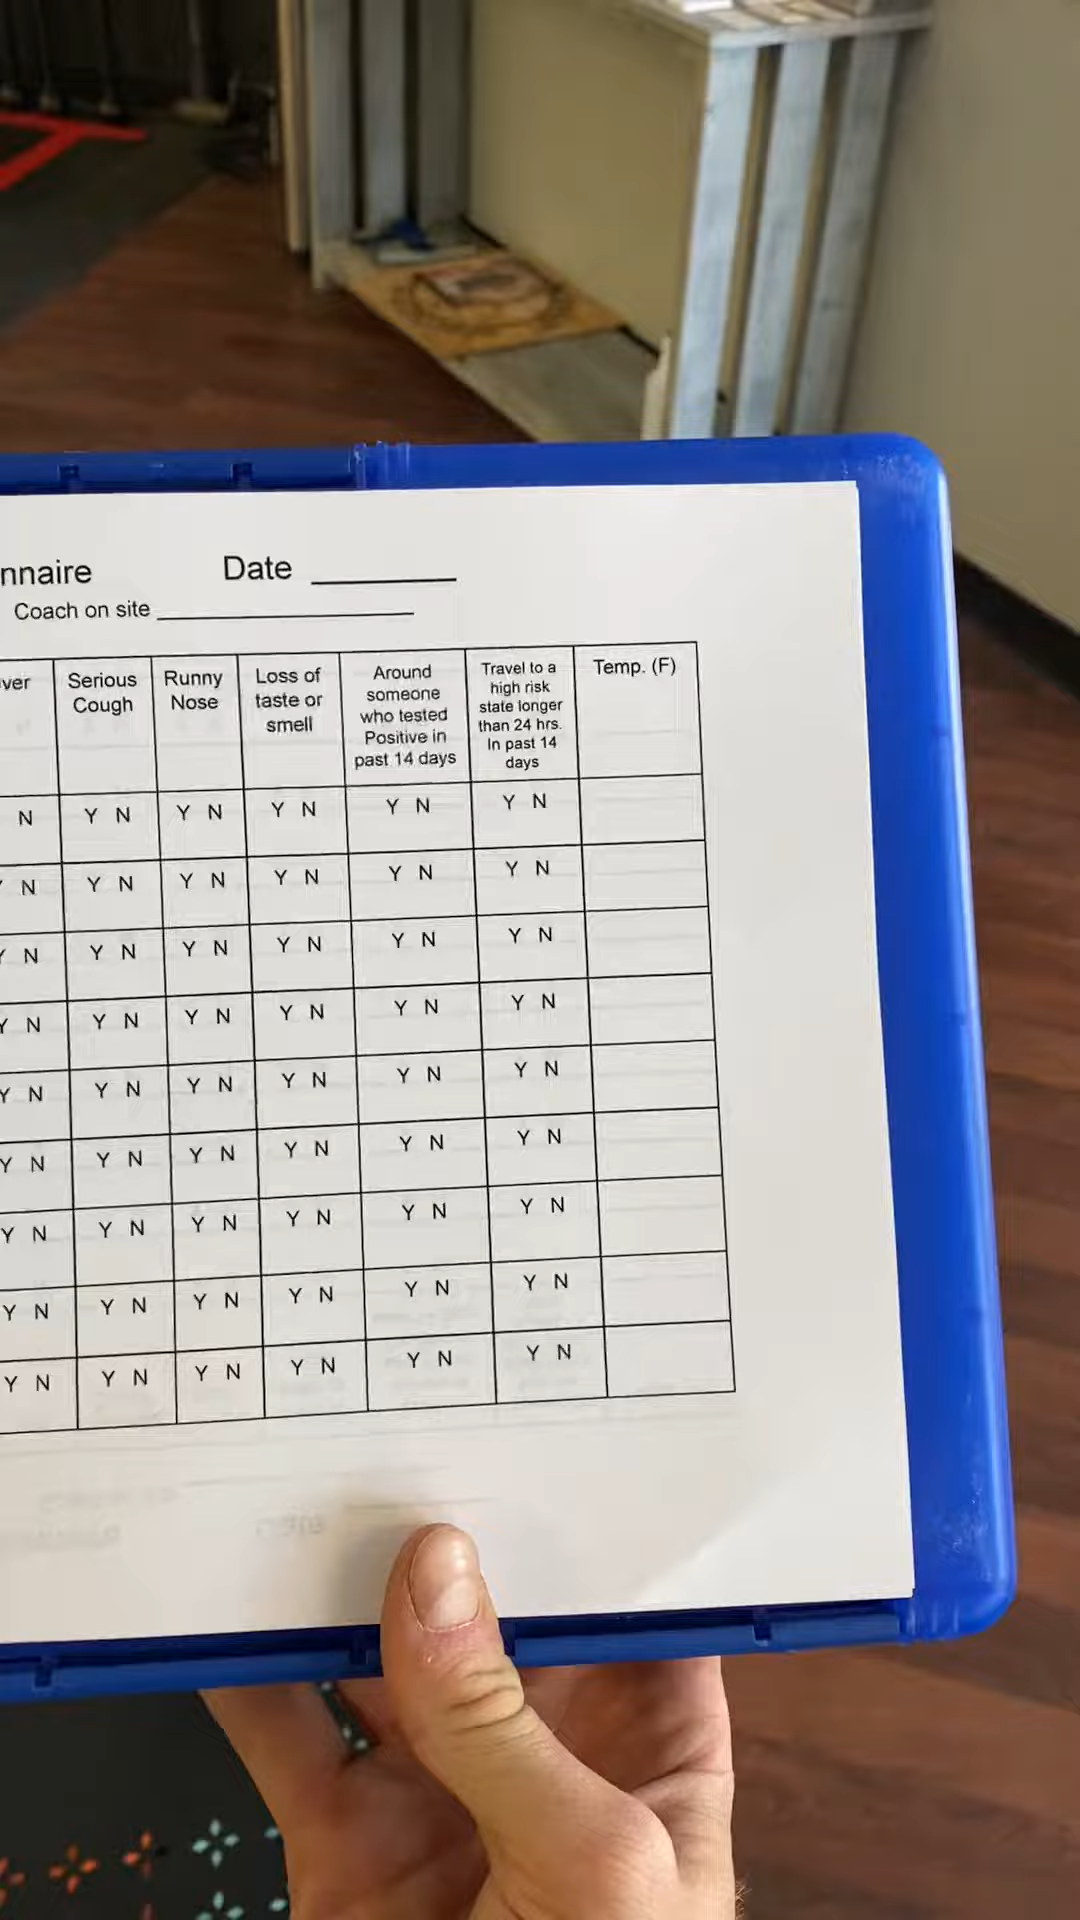 nnaire Date
Coach on site
ver
Serious
Cough
Runny
Nose
Loss of
taste or
smell
Around
someone
who tested
Positive in
past 14 days
Travel to a
high risk
state longer
than 24 hrs.
In past 14
days
Temp. (F)
N Y N Y N Y N Y N Y N
Y N Y N Y N Y N Y N Y N
Y N Y N Y N Y N Y N Y N
Y N Y N Y N Y N Y N Y N
Y N Y N Y N Y N Y N Y N
Y N Y N Y N Y N Y N Y N
Y N Y N Y N Y N Y N Y N
Y N Y N Y N Y N Y N Y N
Y N Y N Y N Y N Y N Y N